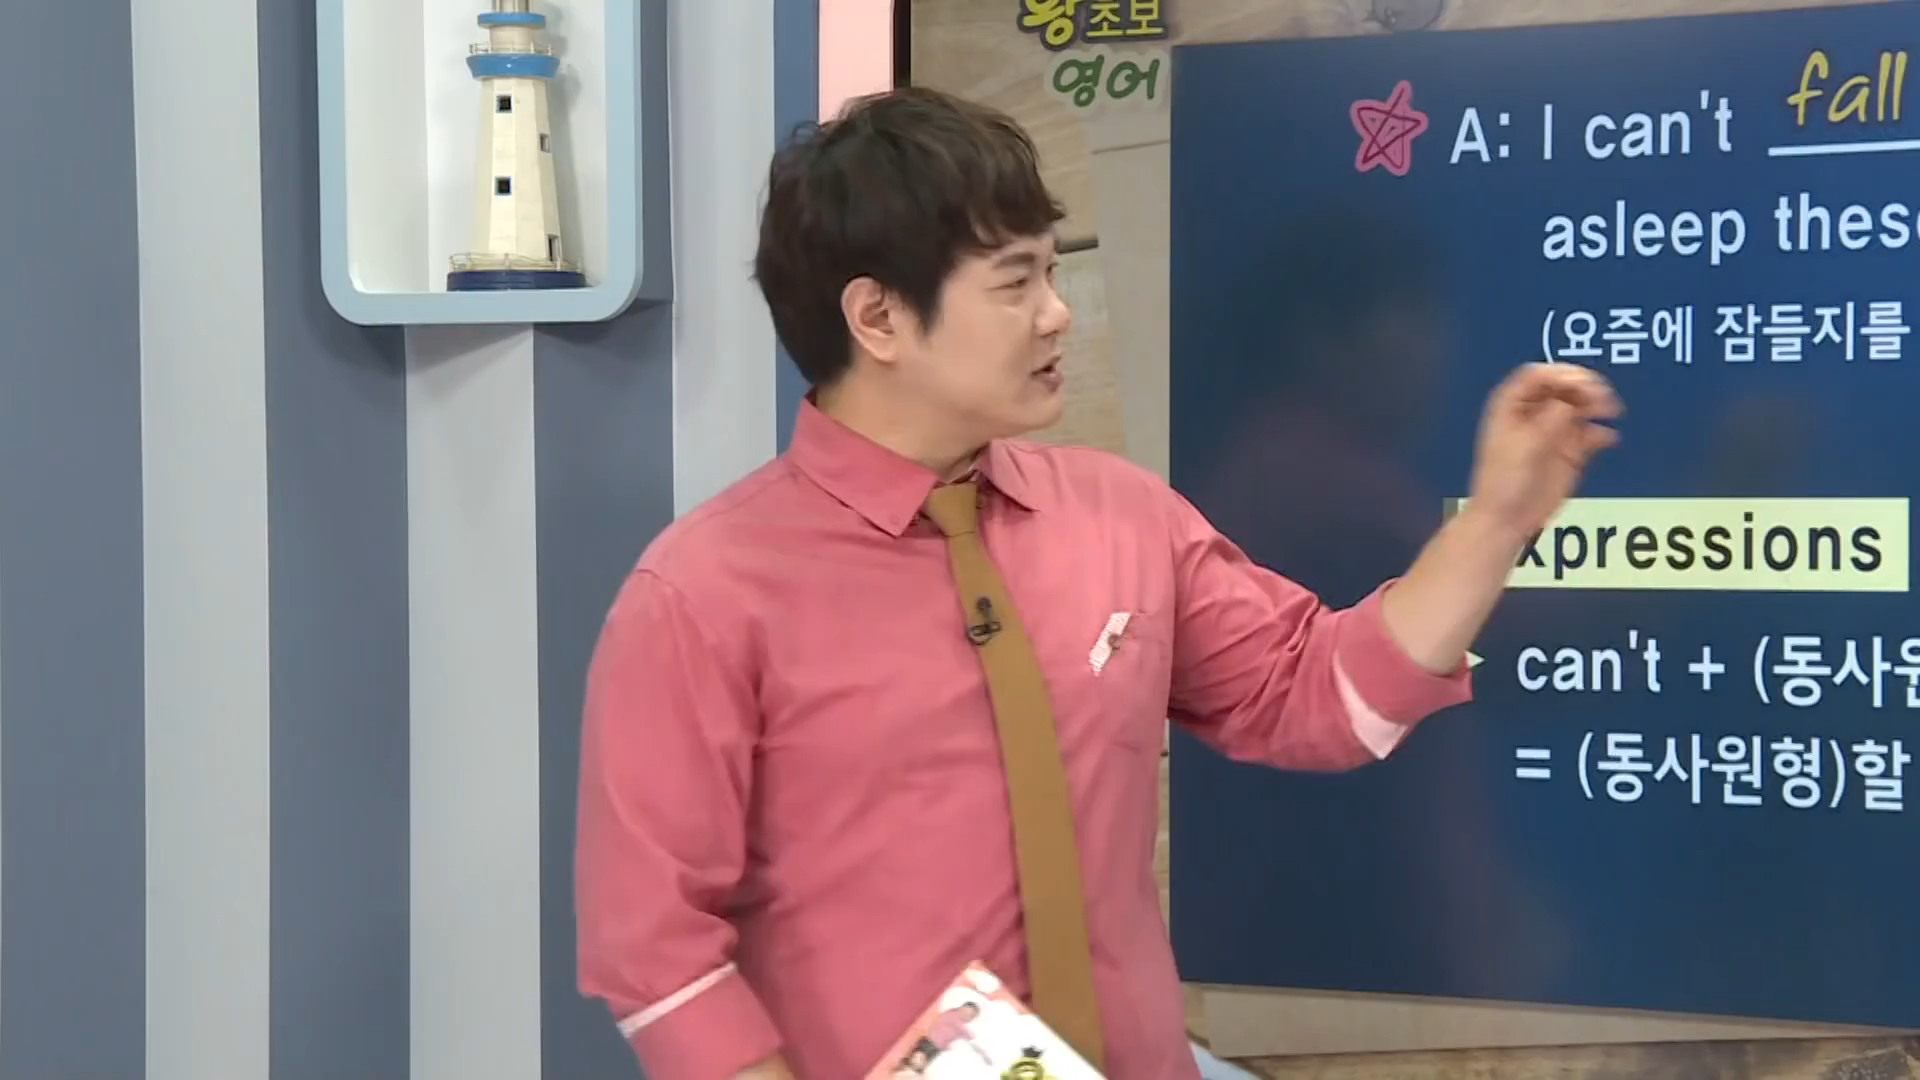 왕초보
영어
A: I can't fall
asleep these
(요즘에 잠들지를
xpressions
can't + (동사원
= (동사원형)할